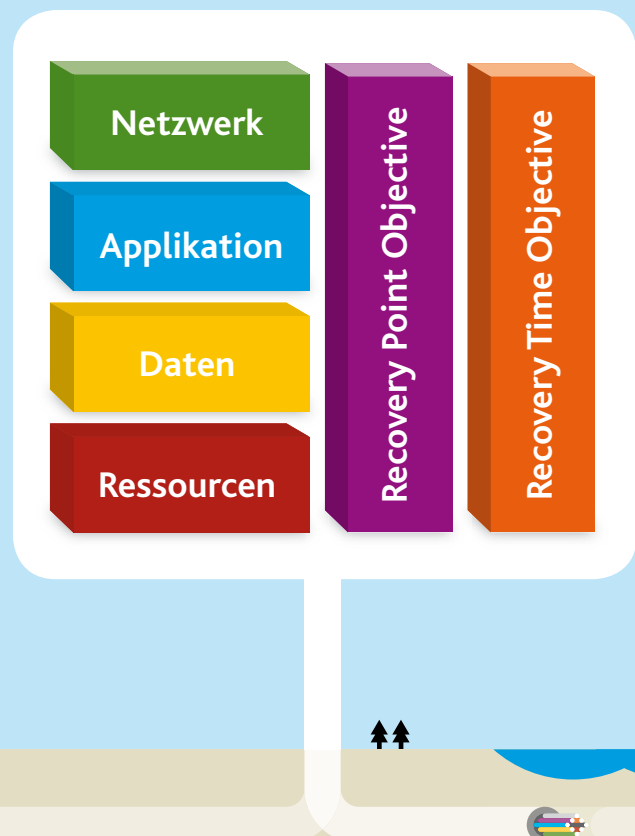 Netzwerk
Applikation
Daten
Ressourcen
Recovery Point Objective
Recovery Time Objective